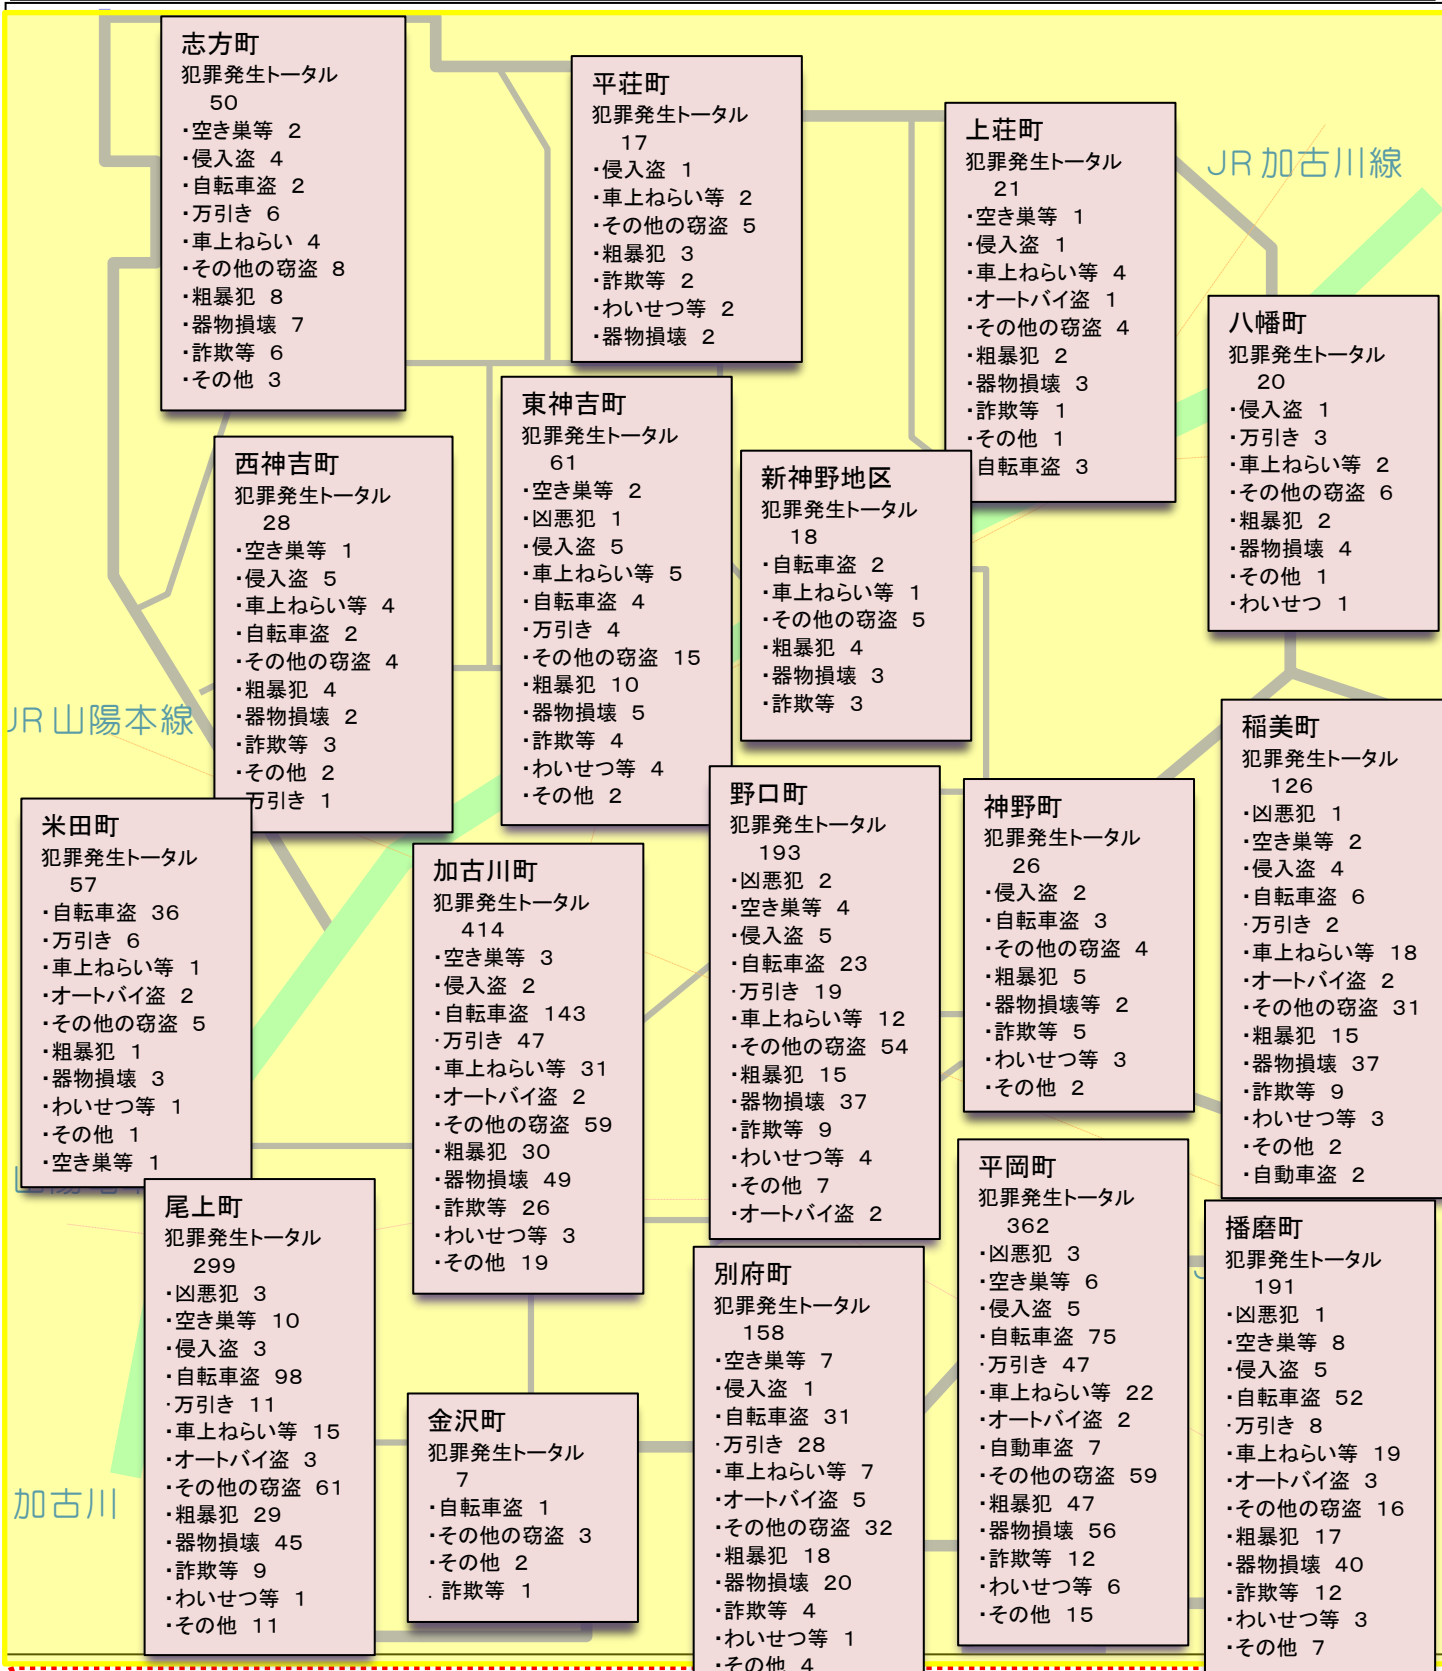 志方町
犯罪発生トータル
50
・空き巣等 2
・侵入盗 4
・自転車盗 2
・万引き 6
・車上ねらい 4
・その他の窃盗 8
・粗暴犯 8
・器物損壊 7
・詐欺等 6
・その他 3
平荘町
犯罪発生トータル
17
・侵入盗 1
・車上ねらい等 2
・その他の窃盗 5
・粗暴犯 3
・詐欺等 2
・わいせつ等 2
・器物損壊 2
上荘町
犯罪発生トータル
21
・空き巣等 1
・侵入盗 1
・車上ねらい等 4
・オートバイ盗 1
・その他の窃盗 4
・粗暴犯 2
・器物損壊 3
・詐欺等 1
・その他 1
自転車盗 3
JR加古川線
八幡町
犯罪発生トータル
20
・侵入盗 1
・万引き 3
・車上ねらい等 2
・その他の窃盗 6
・粗暴犯 2
・器物損壊 4
・その他 1
・わいせつ 1
西神吉町
犯罪発生トータル
28
・空き巣等 1
・侵入盗 5
・車上ねらい等 4
・自転車盗 2
・その他の窃盗 4
・粗暴犯 4
・器物損壊 2
・詐欺等 3
・その他 2
万引き 1
東神吉町
犯罪発生トータル
61
・空き巣等 2
・凶悪犯 1
・侵入盗 5
・車上ねらい等 5
・自転車盗 4
・万引き 4
・その他の窃盗 15
・粗暴犯 10
・器物損壊 5
・詐欺等 4
・わいせつ等 4
・その他 2
新神野地区
犯罪発生トータル
18
・自転車盗 2
・車上ねらい等 1
・その他の窃盗 5
・粗暴犯 4
・器物損壊 3
・詐欺等 3
JR山陽本線
稲美町
犯罪発生トータル
126
・凶悪犯 1
・空き巣等 2
・侵入盗 4
・自転車盗 6
・万引き 2
・車上ねらい等 18
・オートバイ盗 2
・その他の窃盗 31
・粗暴犯 15
・器物損壊 37
・詐欺等 9
・わいせつ等 3
・その他 2
・自動車盗 2
米田町
犯罪発生トータル
57
・自転車盗 36
・万引き 6
・車上ねらい等 1
・オートバイ盗 2
・その他の窃盗 5
・粗暴犯 1
・器物損壊 3
・わいせつ等 1
・その他 1
・空き巣等 1
加古川町
犯罪発生トータル
414
・空き巣等 3
・侵入盗 2
・自転車盗 143
・万引き 47
・車上ねらい等 31
・オートバイ盗 2
・その他の窃盗 59
・粗暴犯 30
・器物損壊 49
・詐欺等 26
・わいせつ等 3
・その他 19
野口町
犯罪発生トータル
193
・凶悪犯 2
・空き巣等 4
・侵入盗 5
・自転車盗 23
・万引き 19
・車上ねらい等 12
・その他の窃盗 54
・粗暴犯 15
・器物損壊 37
・詐欺等 9
・わいせつ等 4
・その他 7
・オートバイ盗 2
神野町
犯罪発生トータル
26
・侵入盗 2
・自転車盗 3
・その他の窃盗 4
・粗暴犯 5
・器物損壊等 2
・詐欺等 5
・わいせつ等 3
・その他 2
尾上町
犯罪発生トータル
299
・凶悪犯 3
・空き巣等 10
・侵入盗 3
・自転車盗 98
・万引き 11
・車上ねらい等 15
・オートバイ盗 3
・その他の窃盗 61
・粗暴犯 29
・器物損壊 45
・詐欺等 9
・わいせつ等 1
・その他 11
加古川
金沢町
犯罪発生トータル
7
・自転車盗 1
・その他の窃盗 3
・その他 2
. 詐欺等 1
別府町
犯罪発生トータル
158
・空き巣等 7
・侵入盗 1
・自転車盗 31
・万引き 28
・車上ねらい等 7
・オートバイ盗 5
・その他の窃盗 32
・粗暴犯 18
・器物損壊 20
・詐欺等 4
・わいせつ等 1
・その他 4
平岡町
犯罪発生トータル
362
・凶悪犯 3
・空き巣等 6
・侵入盗 5
・自転車盗 75
・万引き 47
・車上ねらい等 22
・オートバイ盗 2
・自動車盗 7
・その他の窃盗 59
・粗暴犯 47
・器物損壊 56
・詐欺等 12
・わいせつ等 6
・その他 15
播磨町
犯罪発生トータル
191
・凶悪犯 1
・空き巣等 8
・侵入盗 5
・自転車盗 52
・万引き 8
・車上ねらい等 19
・オートバイ盗 3
・その他の窃盗 16
・粗暴犯 17
・器物損壊 40
・詐欺等 12
・わいせつ等 3
・その他 7